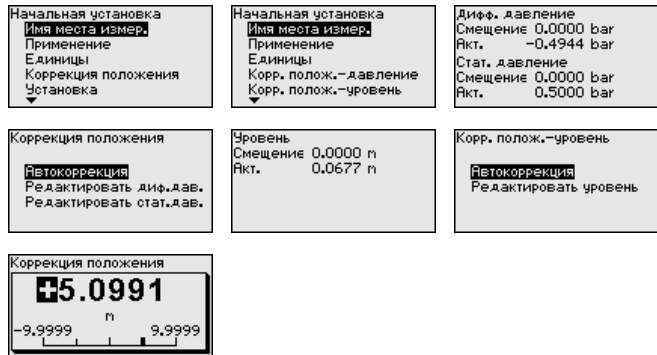 Начальная установка
Имя места измер.
Применение
Единицы
Коррекция положения
Установка
Начальная установка
Имя места измер.
Применение
Единицы
Корр. полож.-давление
Корр. полож.-уровень
Дифф. давление
Смещение 0.0000 bar
Акт. -0.4944 bar
Стат. давление
Смещение 0.0000 bar
Акт. 0.5000 bar
Коррекция положения
Автокоррекция
Редактировать диф.дав.
Редактировать стат.дав.
Уровень
Смещение 0.0000 m
Акт. 0.0677 m
Корр. полож.-уровень
Автокоррекция
Редактировать уровень
Коррекция положения
+5.0991
m
-9.9999 9.9999